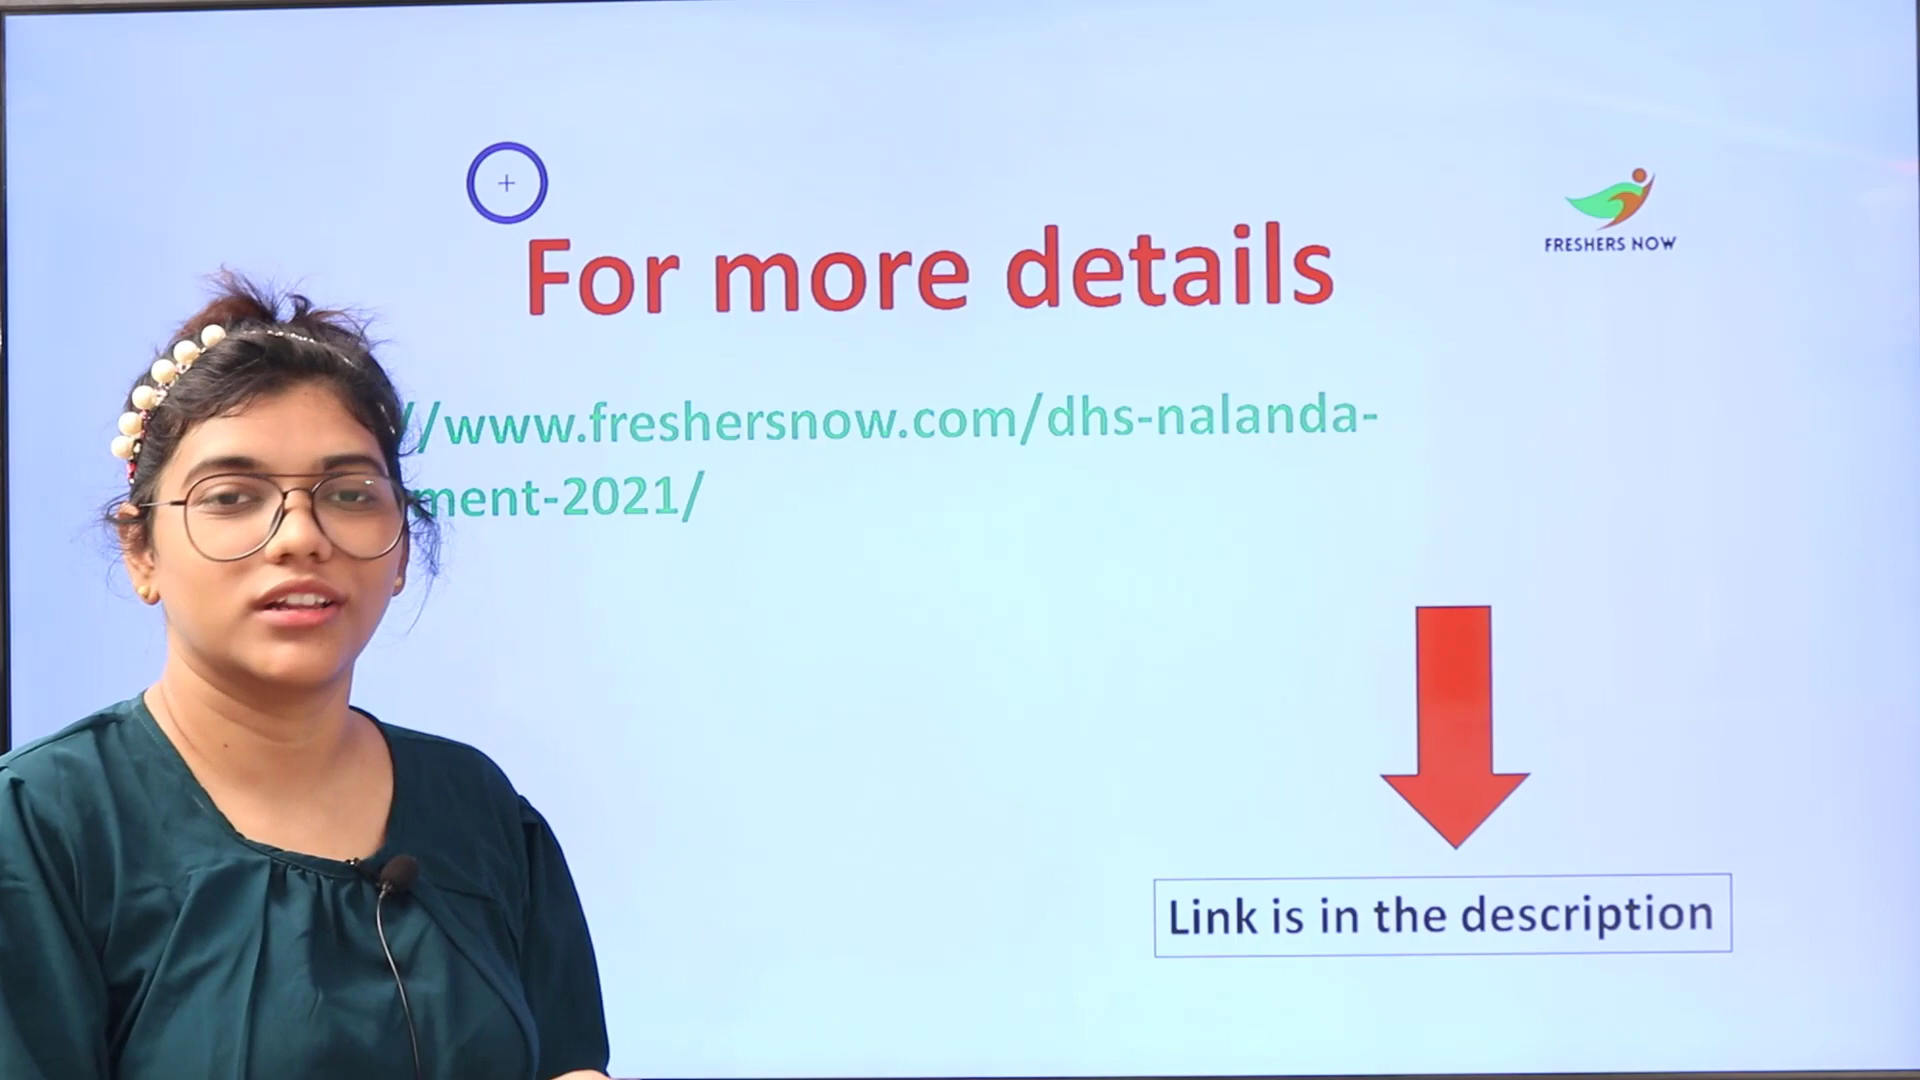 For more details
FRESHERS NOW
//www.freshersnow.com/dhs-nalanda-
ment-2021/
Link is in the description